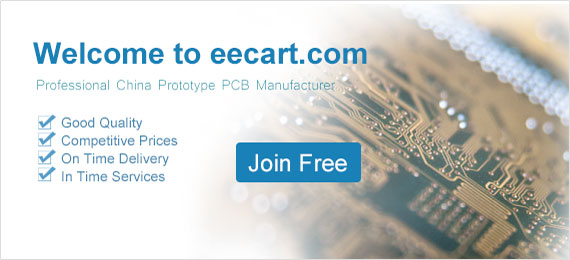 Welcome to eecart.com
Professional China Prototype PCB Manufacturer
Good Quality
Competitive Prices
On Time Delivery
In Time Services
Join Free